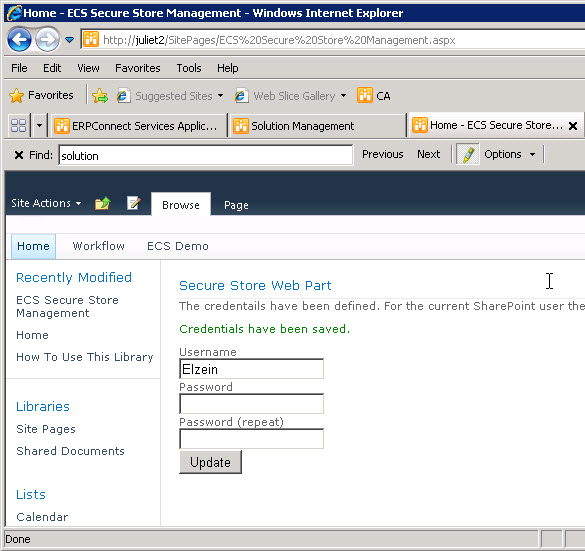 Home - ECS Secure Store Management - Windows Internet Explorer
http://juliet2/SitePages/ECS%20Secure%20Store%20Management.aspx
File Edit View Favorites Tools Help
Favorites Suggested Sites Web Slice Gallery CA
ERPConnect Services Applic... Solution Management Home - ECS Secure Store...
Find: solution Previous Next Options
Site Actions Browse Page
Home Workflow ECS Demo
Recently Modified
ECS Secure Store
Management
Home
How To Use This Library
Libraries
Site Pages
Shared Documents
Lists
Calendar
Secure Store Web Part
The credentails have been defined. For the current SharePoint user the
Credentials have been saved.
Username
Elzein
Password
Password (repeat)
Update
Done